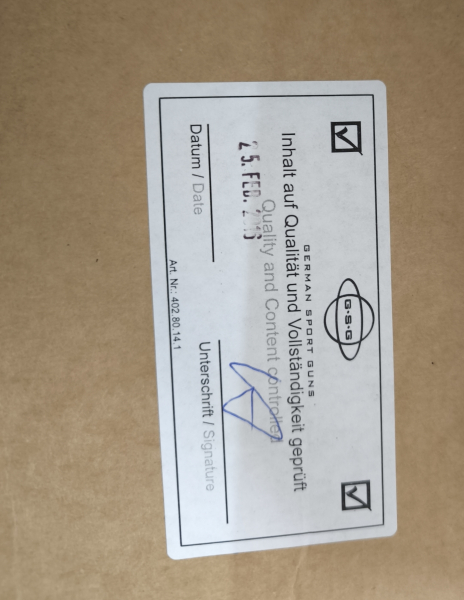 G·S·G
GERMAN SPORT GUNS
Inhalt auf Qualität und Vollständigkeit geprüft
Quality and Content controlled
25. FEB. 2016
Datum / Date
Unterschrift / Signature
Art. Nr.: 402.80.14.1